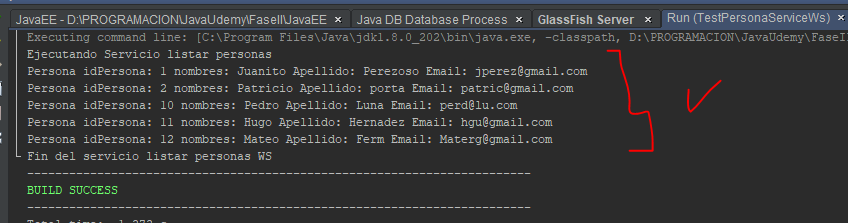 JavaEE - D:\PROGRAMACION\JavaUdemy\FaseII\JavaEE × Java DB Database Process × GlassFish Server × Run (TestPersonaServiceWs) ×
Executing command line: [C:\Program Files\Java\jdk1.8.0_202\bin\java.exe, -classpath, D:\PROGRAMACION\JavaUdemy\FaseII
Ejecutando Servicio listar personas
Persona idPersona: 1 nombres: Juanito Apellido: Perezoso Email: jperez@gmail.com
Persona idPersona: 2 nombres: Patricio Apellido: porta Email: patric@gmail.com
Persona idPersona: 10 nombres: Pedro Apellido: Luna Email: perd@lu.com
Persona idPersona: 11 nombres: Hugo Apellido: Hernadez Email: hgu@gmail.com
Persona idPersona: 12 nombres: Mateo Apellido: Ferm Email: Materg@gmail.com
Fin del servicio listar personas WS
------------------------------------------------------------------------
BUILD SUCCESS
------------------------------------------------------------------------